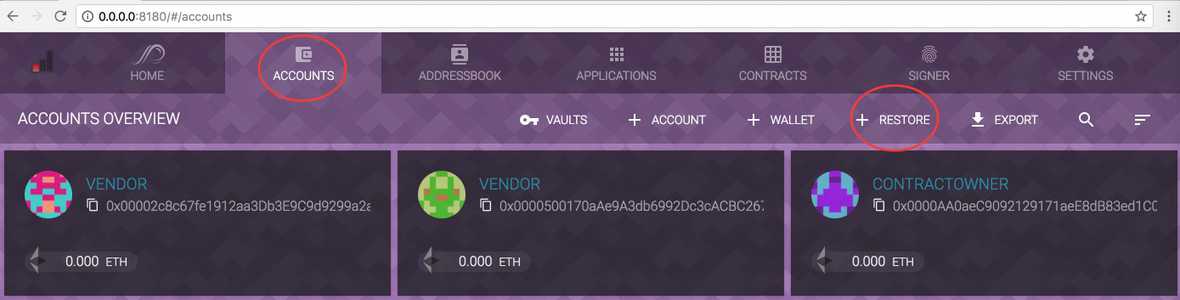 0.0.0.0:8180/#/accounts
HOME ACCOUNTS ADDRESSBOOK APPLICATIONS CONTRACTS SIGNER SETTINGS
ACCOUNTS OVERVIEW VAULTS + ACCOUNT + WALLET + RESTORE EXPORT
VENDOR VENDOR CONTRACTOWNER
0x00002c8c67fe1912aa3Db3E9C9d9299a2a 0x0000500170aAe9A3db6992Dc3cACBC267 0x0000AA0aeC9092129171aeE8dB83ed1C0
0.000 ETH 0.000 ETH 0.000 ETH